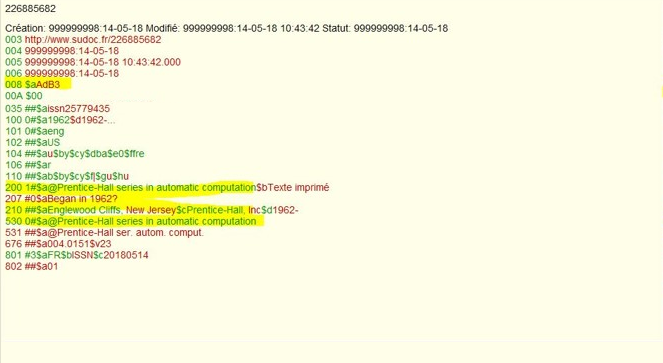 226885682
Création: 999999998:14-05-18 Modifié: 999999998:14-05-18 10:43:42 Statut: 999999998:14-05-18
003 http://www.sudoc.fr/226885682
004 999999998:14-05-18
005 999999998:14-05-18 10:43:42.000
006 999999998:14-05-18
008 $aAdB3
00A $00
035 ##$aissn25779435
100 0#$a1962$d1962-...
101 0#$aeng
102 ##$aUS
104 ##$au$by$cy$dba$e0$ffre
106 ##$ar
110 ##$ab$by$cy$f|$gu$hu
200 1#$a@Prentice-Hall series in automatic computation$bTexte imprimé
207 #0$aBegan in 1962?
210 ##$aEnglewood Cliffs, New Jersey$cPrentice-Hall, Inc$d1962-
530 0#$a@Prentice-Hall series in automatic computation
531 ##$a@Prentice-Hall ser. autom. comput.
676 ##$a004.0151$v23
801 #3$aFR$bISSN$c20180514
802 ##$a01